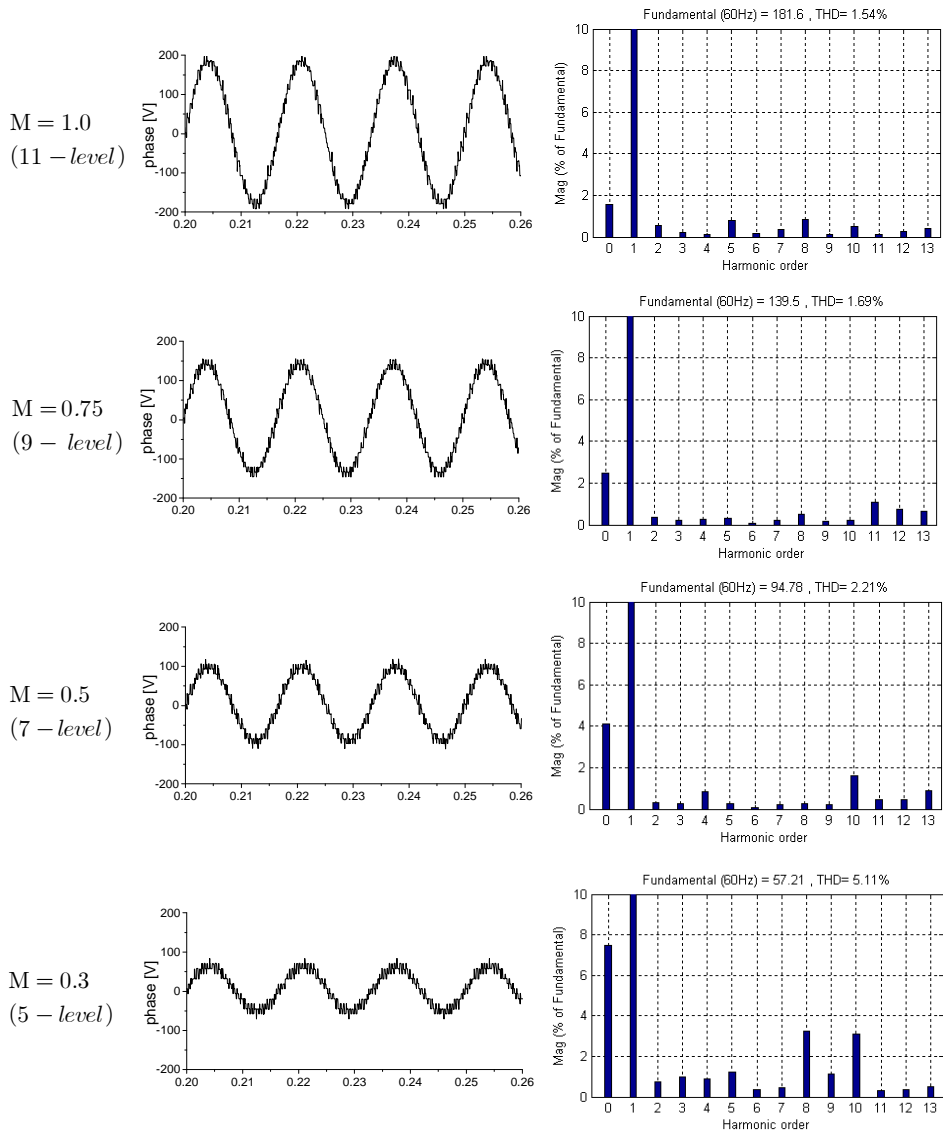 M = 1.0
(11 − level)
phase [V]
200
100
0
-100
-200
0.20 0.21 0.22 0.23 0.24 0.25 0.26
Fundamental (60Hz) = 181.6 , THD= 1.54%
Mag (% of Fundamental)
10
8
6
4
2
0
0 1 2 3 4 5 6 7 8 9 10 11 12 13
Harmonic order
M = 0.75
(9 − level)
phase [V]
200
100
0
-100
-200
0.20 0.21 0.22 0.23 0.24 0.25 0.26
Fundamental (60Hz) = 139.5 , THD= 1.69%
Mag (% of Fundamental)
10
8
6
4
2
0
0 1 2 3 4 5 6 7 8 9 10 11 12 13
Harmonic order
M = 0.5
(7 − level)
phase [V]
200
100
0
-100
-200
0.20 0.21 0.22 0.23 0.24 0.25 0.26
Fundamental (60Hz) = 94.78 , THD= 2.21%
Mag (% of Fundamental)
10
8
6
4
2
0
0 1 2 3 4 5 6 7 8 9 10 11 12 13
Harmonic order
M = 0.3
(5 − level)
phase [V]
200
100
0
-100
-200
0.20 0.21 0.22 0.23 0.24 0.25 0.26
Fundamental (60Hz) = 57.21 , THD= 5.11%
Mag (% of Fundamental)
10
8
6
4
2
0
0 1 2 3 4 5 6 7 8 9 10 11 12 13
Harmonic order